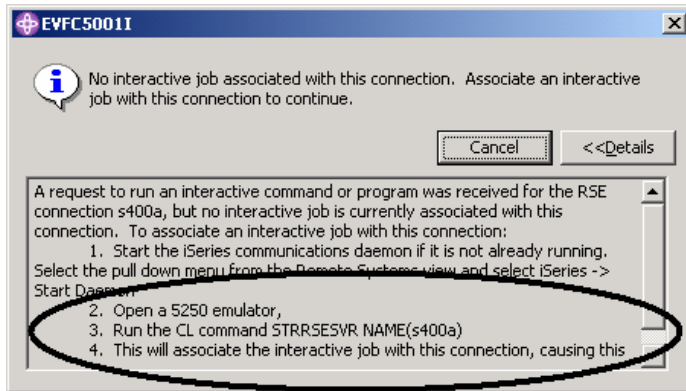 EVFC5001I
No interactive job associated with this connection. Associate an interactive
job with this connection to continue.
Cancel
<<Details
A request to run an interactive command or program was received for the RSE
connection s400a, but no interactive job is currently associated with this
connection. To associate an interactive job with this connection:
1. Start the iSeries communications daemon if it is not already running.
Select the pull down menu from the Remote Systems view and select iSeries ->
Start Daemon
2. Open a 5250 emulator,
3. Run the CL command STRRSESVR NAME(s400a)
4. This will associate the interactive job with this connection, causing this